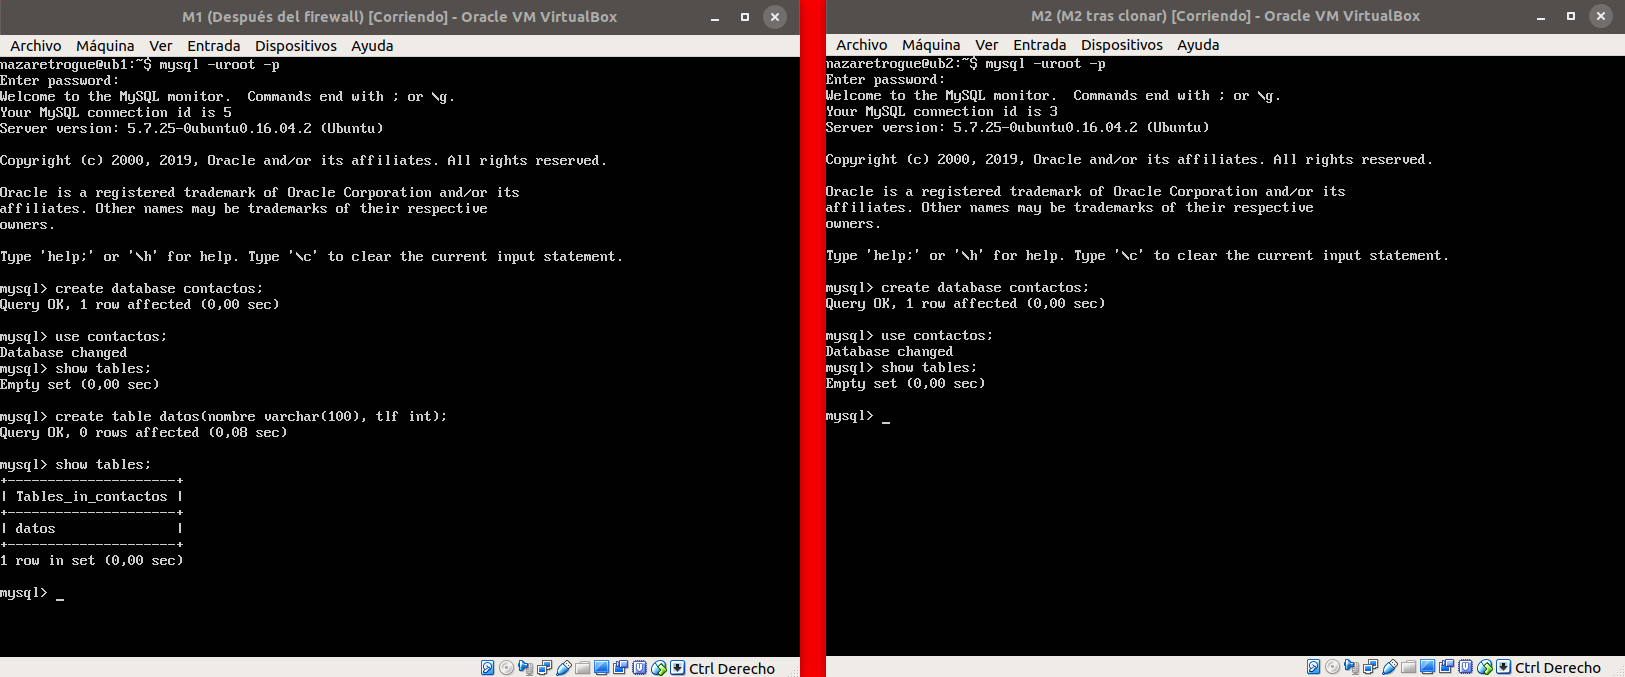 M1 (Después del firewall) [Corriendo] - Oracle VM VirtualBox
Archivo Máquina Ver Entrada Dispositivos Ayuda
nazaretrogue@ub1:~$ mysql -uroot -p
Enter password:
Welcome to the MySQL monitor.  Commands end with ; or \g.
Your MySQL connection id is 5
Server version: 5.7.25-0ubuntu0.16.04.2 (Ubuntu)
Copyright (c) 2000, 2019, Oracle and/or its affiliates. All rights reserved.
Oracle is a registered trademark of Oracle Corporation and/or its
affiliates. Other names may be trademarks of their respective
owners.
Type 'help;' or '\h' for help. Type '\c' to clear the current input statement.
mysql> create database contactos;
Query OK, 1 row affected (0,00 sec)
mysql> use contactos;
Database changed
mysql> show tables;
Empty set (0,00 sec)
mysql> create table datos(nombre varchar(100), tlf int);
Query OK, 0 rows affected (0,08 sec)
mysql> show tables;
+---------------------+
| Tables_in_contactos |
+---------------------+
| datos               |
+---------------------+
1 row in set (0,00 sec)
mysql> _
Ctrl Derecho
M2 (M2 tras clonar) [Corriendo] - Oracle VM VirtualBox
Archivo Máquina Ver Entrada Dispositivos Ayuda
nazaretrogue@ub2:~$ mysql -uroot -p
Enter password:
Welcome to the MySQL monitor.  Commands end with ; or \g.
Your MySQL connection id is 3
Server version: 5.7.25-0ubuntu0.16.04.2 (Ubuntu)
Copyright (c) 2000, 2019, Oracle and/or its affiliates. All rights reserved.
Oracle is a registered trademark of Oracle Corporation and/or its
affiliates. Other names may be trademarks of their respective
owners.
Type 'help;' or '\h' for help. Type '\c' to clear the current input statement.
mysql> create database contactos;
Query OK, 1 row affected (0,00 sec)
mysql> use contactos;
Database changed
mysql> show tables;
Empty set (0,00 sec)
mysql> _
Ctrl Derecho